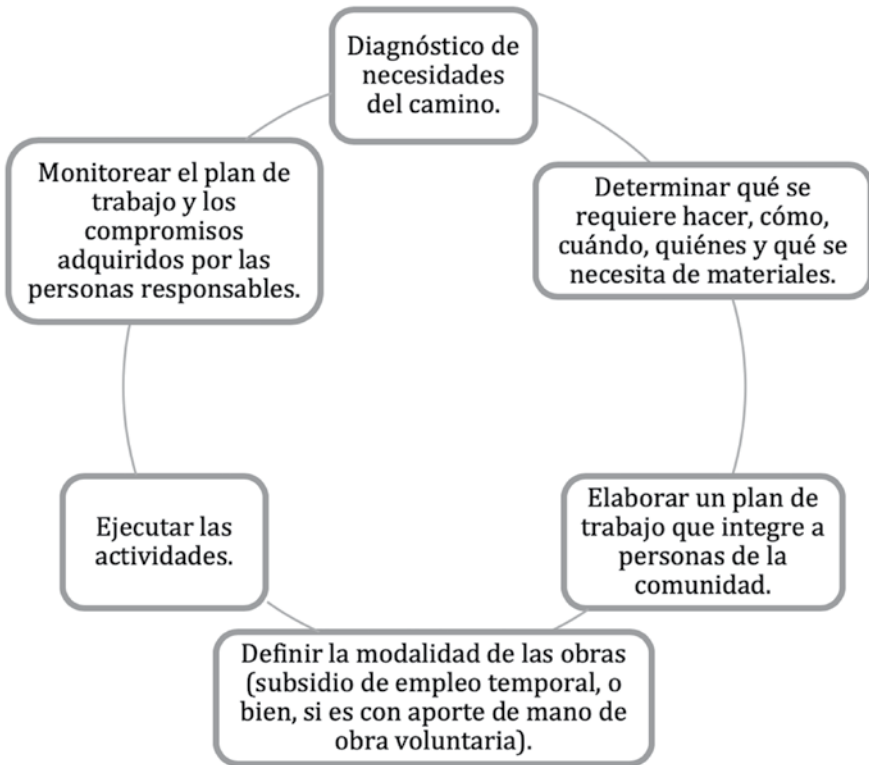 Diagnóstico de
necesidades
del camino.
Determinar qué se
requiere hacer, cómo,
cuándo, quiénes y qué se
necesita de materiales.
Elaborar un plan de
trabajo que integre a
personas de la
comunidad.
Definir la modalidad de las obras
(subsidio de empleo temporal, o
bien, si es con aporte de mano de
obra voluntaria).
Ejecutar las
actividades.
Monitorear el plan de
trabajo y los
compromisos
adquiridos por las
personas responsables.